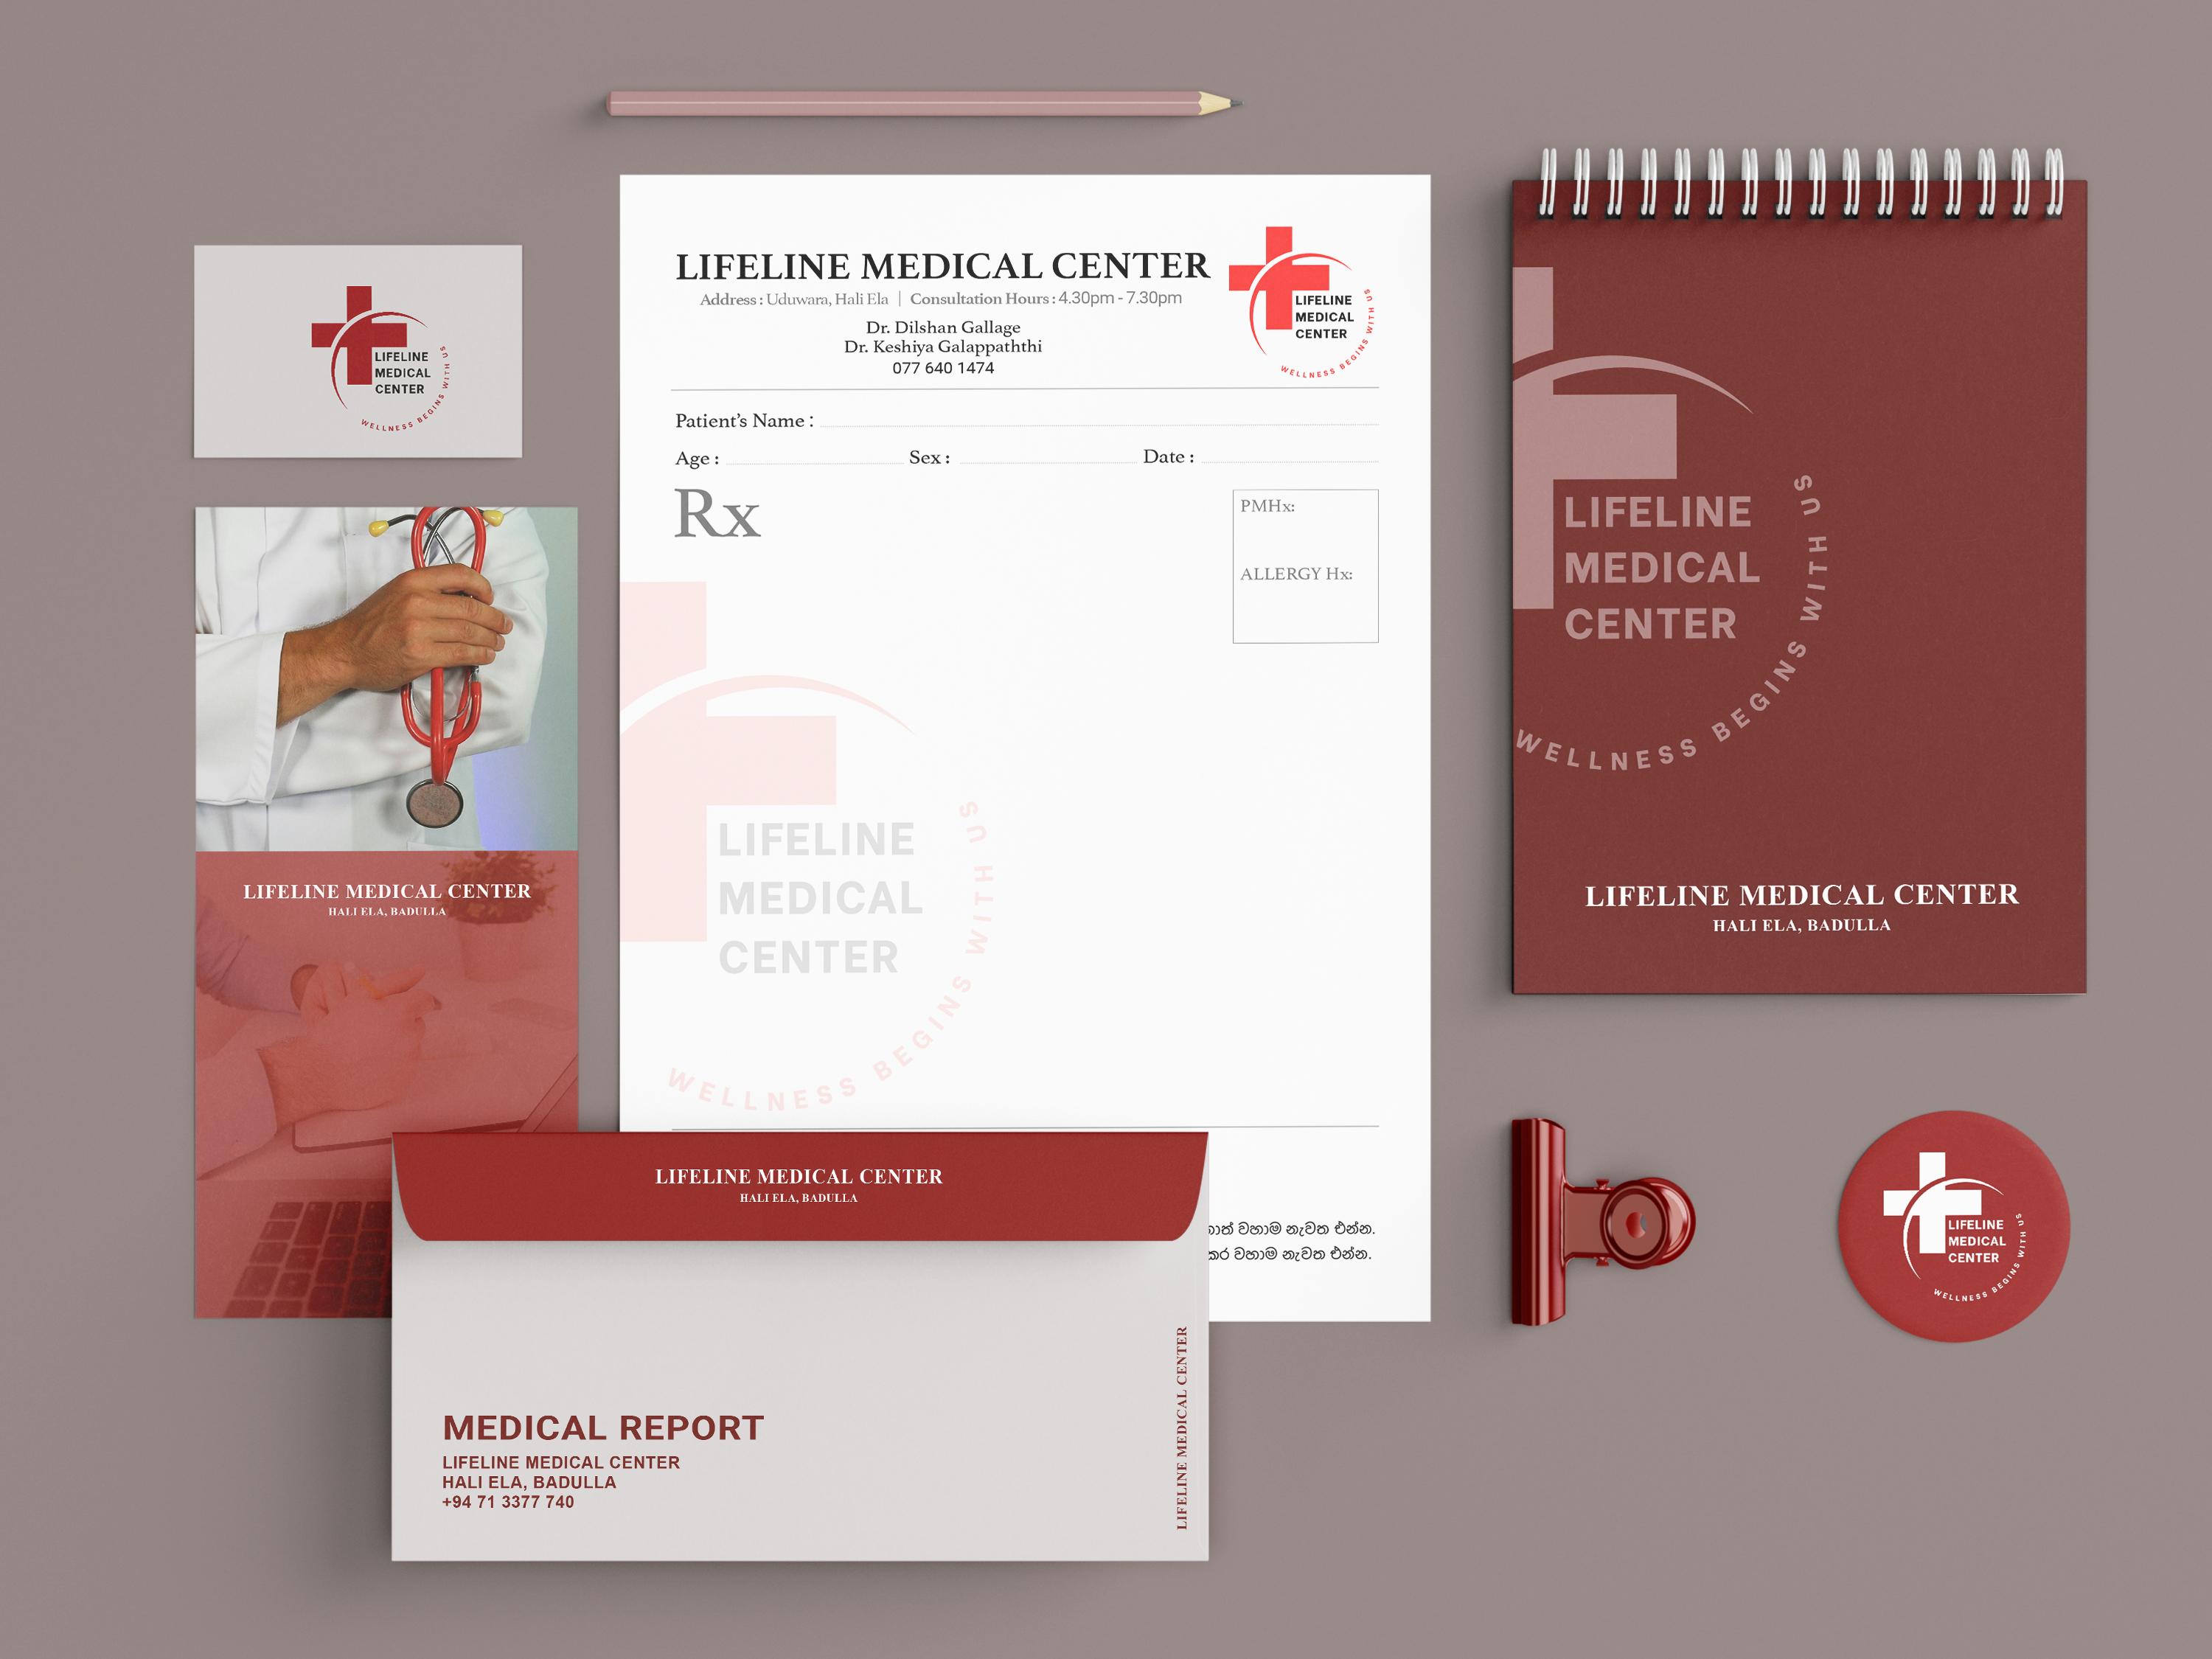 LIFELINE
MEDICAL
CENTER
WELLNESS BEGINS WITH US
LIFELINE MEDICAL CENTER
HALI ELA, BADULLA
LIFELINE MEDICAL CENTER
Address : Uduwara, Hali Ela | Consultation Hours : 4.30pm - 7.30pm
Dr. Dilshan Gallage
Dr. Keshiya Galappaththi
077 640 1474
LIFELINE
MEDICAL
CENTER
WELLNESS BEGINS WITH US
Patient's Name :
Age : Sex : Date :
Rx
PMHx:
ALLERGY Hx:
LIFELINE
MEDICAL
CENTER
WELLNESS BEGINS WITH US
වහාම නැවත එන්න.
වහාම නැවත එන්න.
LIFELINE MEDICAL CENTER
HALI ELA, BADULLA
MEDICAL REPORT
LIFELINE MEDICAL CENTER
HALI ELA, BADULLA
+94 71 3377 740
LIFELINE MEDICAL CENTER
LIFELINE
MEDICAL
CENTER
WELLNESS BEGINS WITH US
LIFELINE MEDICAL CENTER
HALI ELA, BADULLA
LIFELINE
MEDICAL
CENTER
WELLNESS BEGINS WITH US